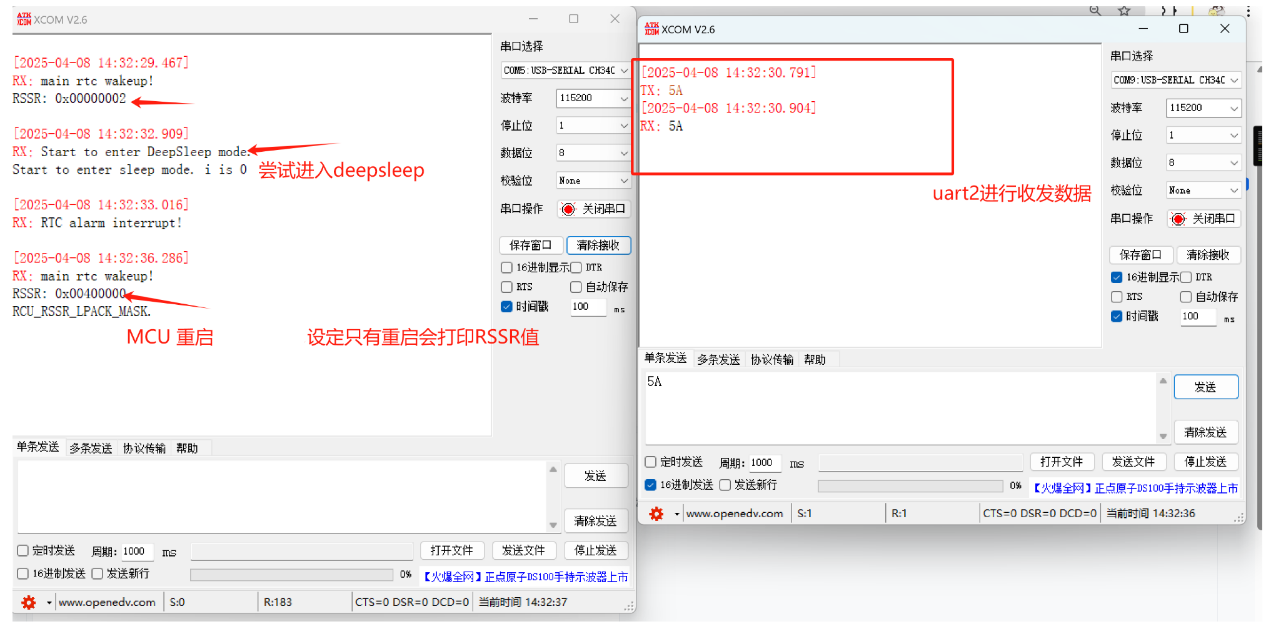 XCOM V2.6
[2025-04-08 14:32:29.467]
RX: main rtc wakeup!
RSSR: 0x00000002
[2025-04-08 14:32:32.909]
RX: Start to enter DeepSleep mode.
Start to enter sleep mode. i is 0
尝试进入deepsleep
[2025-04-08 14:32:33.016]
RX: RTC alarm interrupt!
[2025-04-08 14:32:36.286]
RX: main rtc wakeup!
RSSR: 0x00400000
RCU_RSSR_LPACK_MASK.
MCU 重启
设定只有重启会打印RSSR值
串口选择
COM5:USB-SERIAL CH34C
波特率 115200
停止位 1
数据位 8
校验位 None
串口操作 关闭串口
保存窗口 清除接收
16进制显示 DTR
RTS 自动保存
时间戳 100 ms
单条发送 多条发送 协议传输 帮助
发送
清除发送
定时发送 周期: 1000 ms 打开文件 发送文件 停止发送
16进制发送 发送新行 0% 【火爆全网】正点原子DS100手持示波器上市
www.openedv.com S:0 R:183 CTS=0 DSR=0 DCD=0 当前时间 14:32:37
XCOM V2.6
[2025-04-08 14:32:30.791]
TX: 5A
[2025-04-08 14:32:30.904]
RX: 5A
uart2进行收发数据
串口选择
COM9:USB-SERIAL CH34C
波特率 115200
停止位 1
数据位 8
校验位 None
串口操作 关闭串口
保存窗口 清除接收
16进制显示 DTR
RTS 自动保存
时间戳 100 ms
单条发送 多条发送 协议传输 帮助
5A
发送
清除发送
定时发送 周期: 1000 ms 打开文件 发送文件 停止发送
16进制发送 发送新行 0% 【火爆全网】正点原子DS100手持示波器上市
www.openedv.com S:1 R:1 CTS=0 DSR=0 DCD=0 当前时间 14:32:36